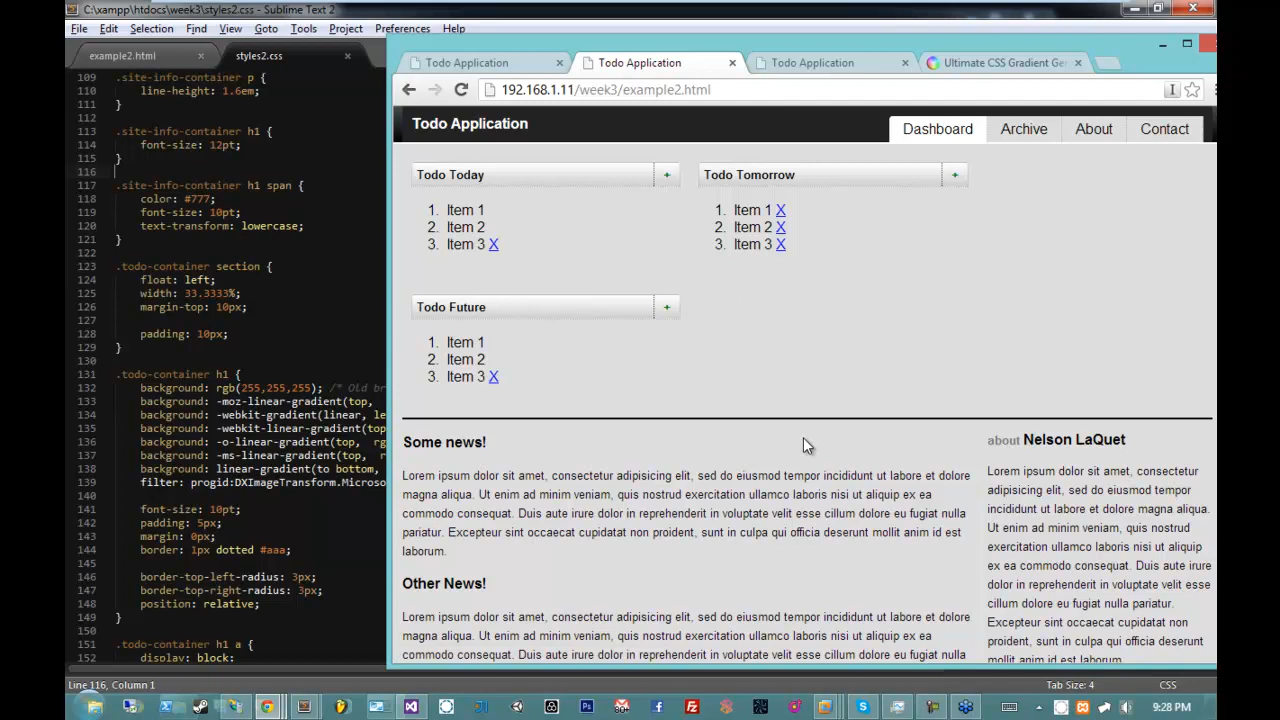 C:\xampp\htdocs\week3\styles2.css - Sublime Text 2
File Edit Selection Find View Goto Tools Project Preferences Help
example2.html × styles2.css ×
109 .site-info-container p {
110 line-height: 1.6em;
111 }
112
113 .site-info-container h1 {
114 font-size: 12pt;
115 }
116
117 .site-info-container h1 span {
118 color: #777;
119 font-size: 10pt;
120 text-transform: lowercase;
121 }
122
123 .todo-container section {
124 float: left;
125 width: 33.3333%;
126 margin-top: 10px;
127
128 padding: 10px;
129 }
130
131 .todo-container h1 {
132 background: rgb(255,255,255); /* Old br
133 background: -moz-linear-gradient(top,
134 background: -webkit-gradient(linear, le
135 background: -webkit-linear-gradient(top
136 background: -o-linear-gradient(top, rg
137 background: -ms-linear-gradient(top, r
138 background: linear-gradient(to bottom,
139 filter: progid:DXImageTransform.Microso
140
141 font-size: 10pt;
142 padding: 5px;
143 margin: 0px;
144 border: 1px dotted #aaa;
145
146 border-top-left-radius: 3px;
147 border-top-right-radius: 3px;
148 position: relative;
149 }
150
151 .todo-container h1 a {
152 display: block;
Todo Application × Todo Application × Todo Application × Ultimate CSS Gradient Gen ×
192.168.1.11/week3/example2.html
Todo Application
Dashboard Archive About Contact
Todo Today +
1. Item 1
2. Item 2
3. Item 3 X
Todo Tomorrow +
1. Item 1 X
2. Item 2 X
3. Item 3 X
Todo Future +
1. Item 1
2. Item 2
3. Item 3 X
Some news!
Lorem ipsum dolor sit amet, consectetur adipisicing elit, sed do eiusmod tempor incididunt ut labore et dolore
magna aliqua. Ut enim ad minim veniam, quis nostrud exercitation ullamco laboris nisi ut aliquip ex ea
commodo consequat. Duis aute irure dolor in reprehenderit in voluptate velit esse cillum dolore eu fugiat nulla
pariatur. Excepteur sint occaecat cupidatat non proident, sunt in culpa qui officia deserunt mollit anim id est
laborum.
Other News!
Lorem ipsum dolor sit amet, consectetur adipisicing elit, sed do eiusmod tempor incididunt ut labore et dolore
magna aliqua. Ut enim ad minim veniam, quis nostrud exercitation ullamco laboris nisi ut aliquip ex ea
about Nelson LaQuet
Lorem ipsum dolor sit amet, consectetur
adipisicing elit, sed do eiusmod tempor
incididunt ut labore et dolore magna aliqua.
Ut enim ad minim veniam, quis nostrud
exercitation ullamco laboris nisi ut aliquip
ex ea commodo consequat. Duis aute irure
dolor in reprehenderit in voluptate velit esse
cillum dolore eu fugiat nulla pariatur.
Excepteur sint occaecat cupidatat non
proident, sunt in culpa qui officia deserunt
Line 116, Column 1
Tab Size: 4 CSS
9:28 PM